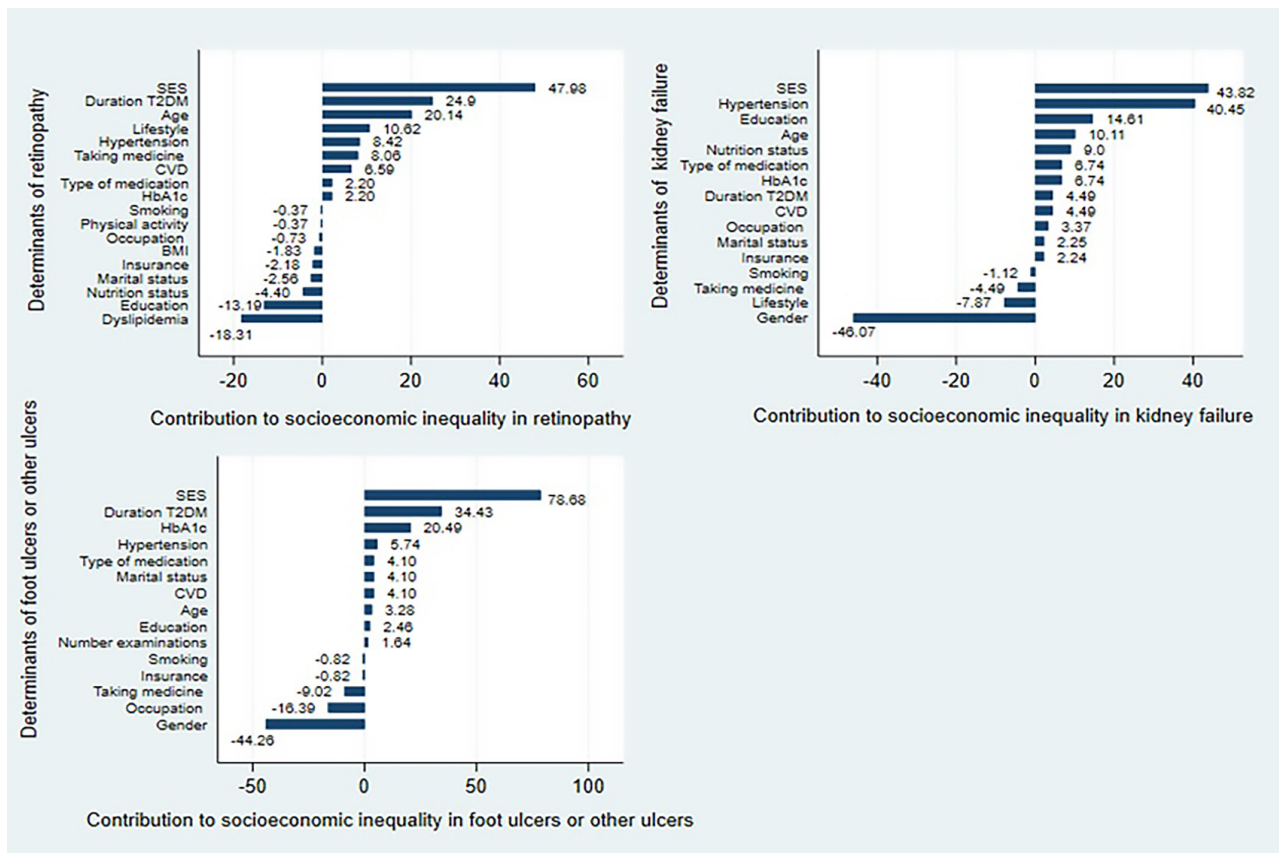 Determinants of retinopathy
SES 47.98
Duration T2DM 24.9
Age 20.14
Lifestyle 10.62
Hypertension 8.42
Taking medicine 8.06
CVD 6.59
Type of medication 2.20
HbA1c 2.20
Smoking -0.37
Physical activity -0.37
Occupation -0.73
BMI -1.83
Insurance -2.18
Marital status -2.56
Nutrition status -4.40
Education -13.19
Dyslipidemia -18.31
-20 0 20 40 60
Contribution to socioeconomic inequality in retinopathy
Determinants of kidney failure
SES 43.82
Hypertension 40.45
Education 14.61
Age 10.11
Nutrition status 9.0
Type of medication 6.74
HbA1c 6.74
Duration T2DM 4.49
CVD 4.49
Occupation 3.37
Marital status 2.25
Insurance 2.24
Smoking -1.12
Taking medicine -4.49
Lifestyle -7.87
Gender -46.07
-40 -20 0 20 40
Contribution to socioeconomic inequality in kidney failure
Determinants of foot ulcers or other ulcers
SES 78.68
Duration T2DM 34.43
HbA1c 20.49
Hypertension 5.74
Type of medication 4.10
Marital status 4.10
CVD 4.10
Age 3.28
Education 2.46
Number examinations 1.64
Smoking -0.82
Insurance -0.82
Taking medicine -9.02
Occupation -16.39
Gender -44.26
-50 0 50 100
Contribution to socioeconomic inequality in foot ulcers or other ulcers